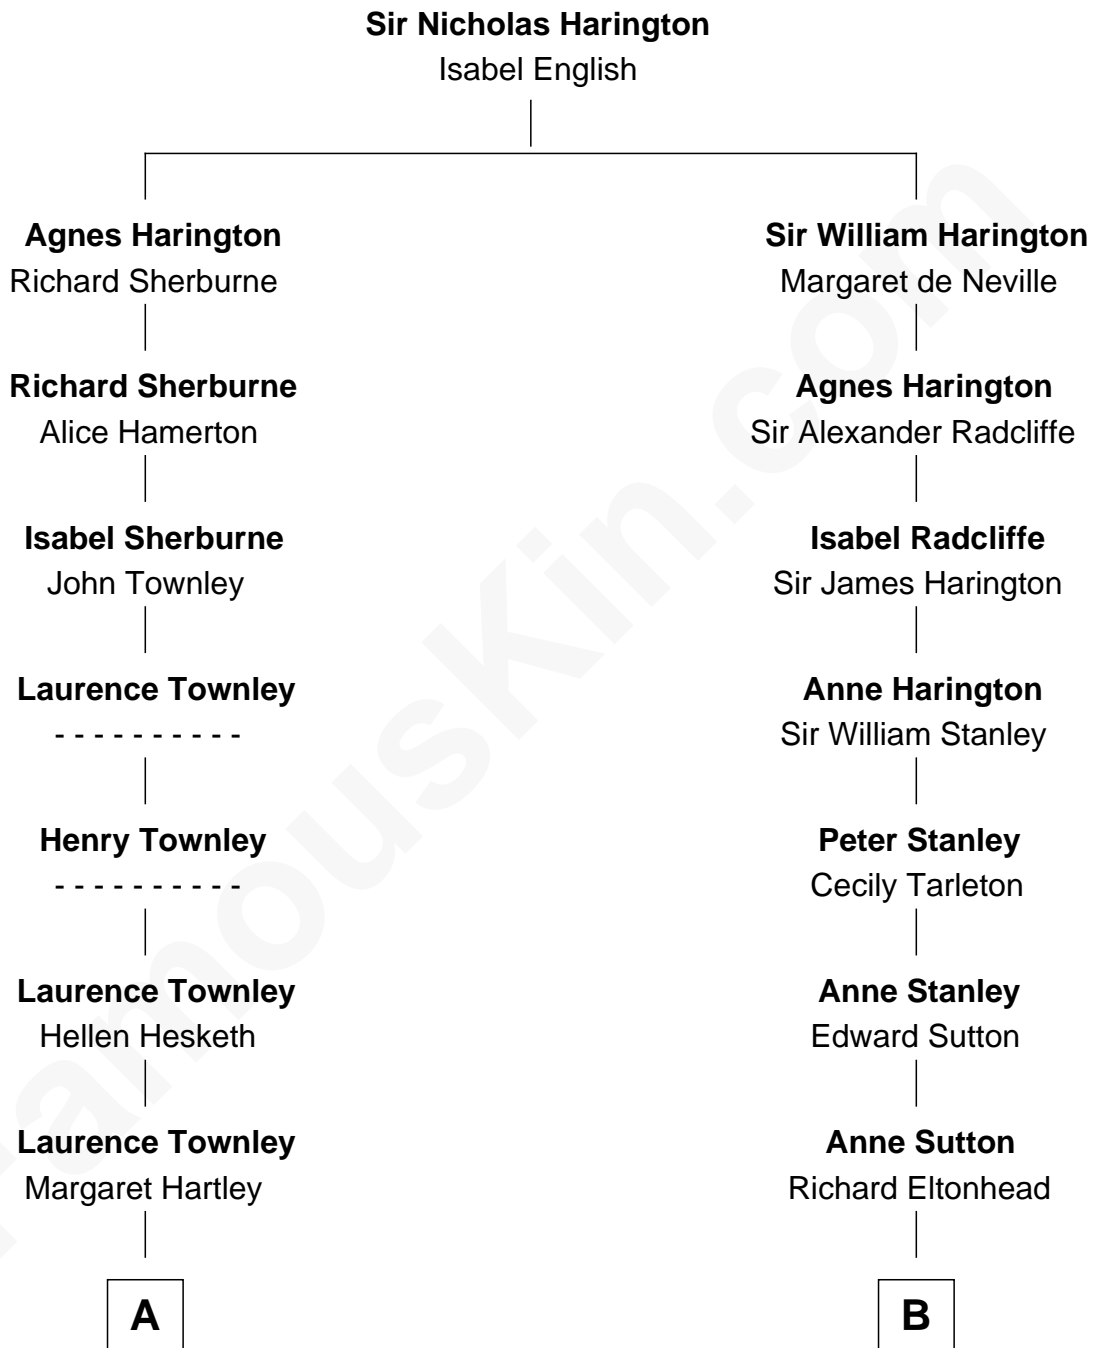 Sir Nicholas Harington
Isabel English
Agnes Harington
Richard Sherburne
Sir William Harington
Margaret de Neville
Richard Sherburne
Alice Hamerton
Agnes Harington
Sir Alexander Radcliffe
Isabel Sherburne
John Townley
Isabel Radcliffe
Sir James Harington
Laurence Townley
- - - - - - - - - -
Anne Harington
Sir William Stanley
Henry Townley
- - - - - - - - - -
Peter Stanley
Cecily Tarleton
Laurence Townley
Hellen Hesketh
Anne Stanley
Edward Sutton
Laurence Townley
Margaret Hartley
Anne Sutton
Richard Eltonhead
A
B
FamousKin.com